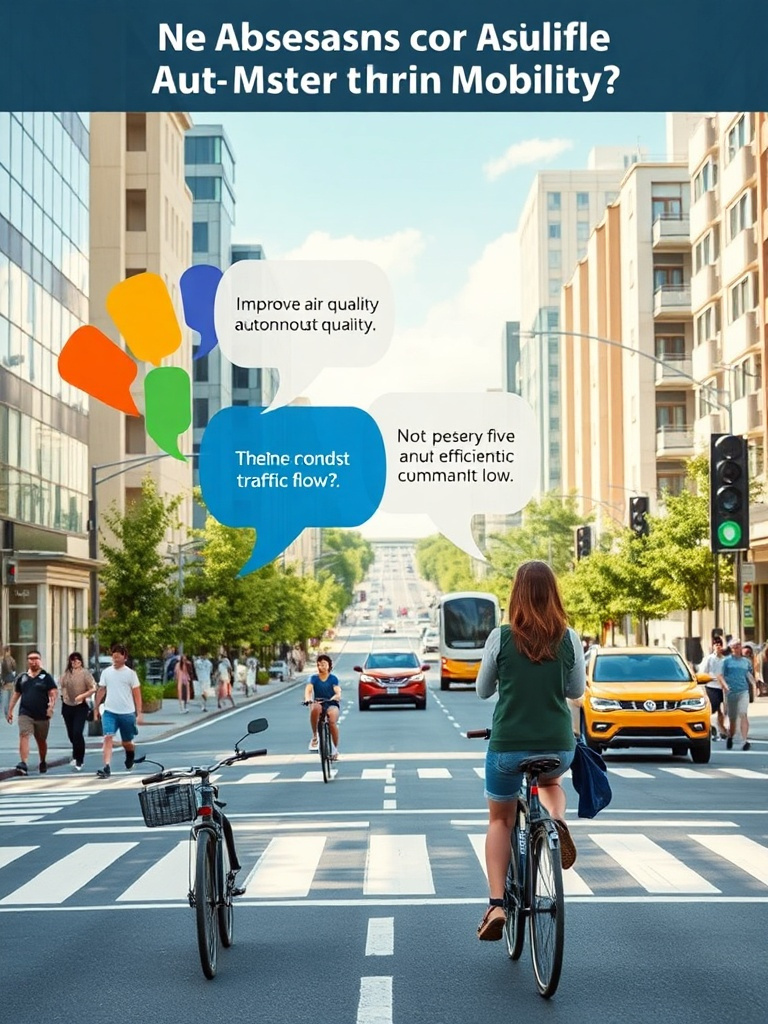 Ne Absesasns cor Asulifle
Aut-Mster thrin Mobility?
Improve air quality
autonnout quality.
Theine rondst
traffic flow?.
Not pesery five
anut efficientic
cummanit low.